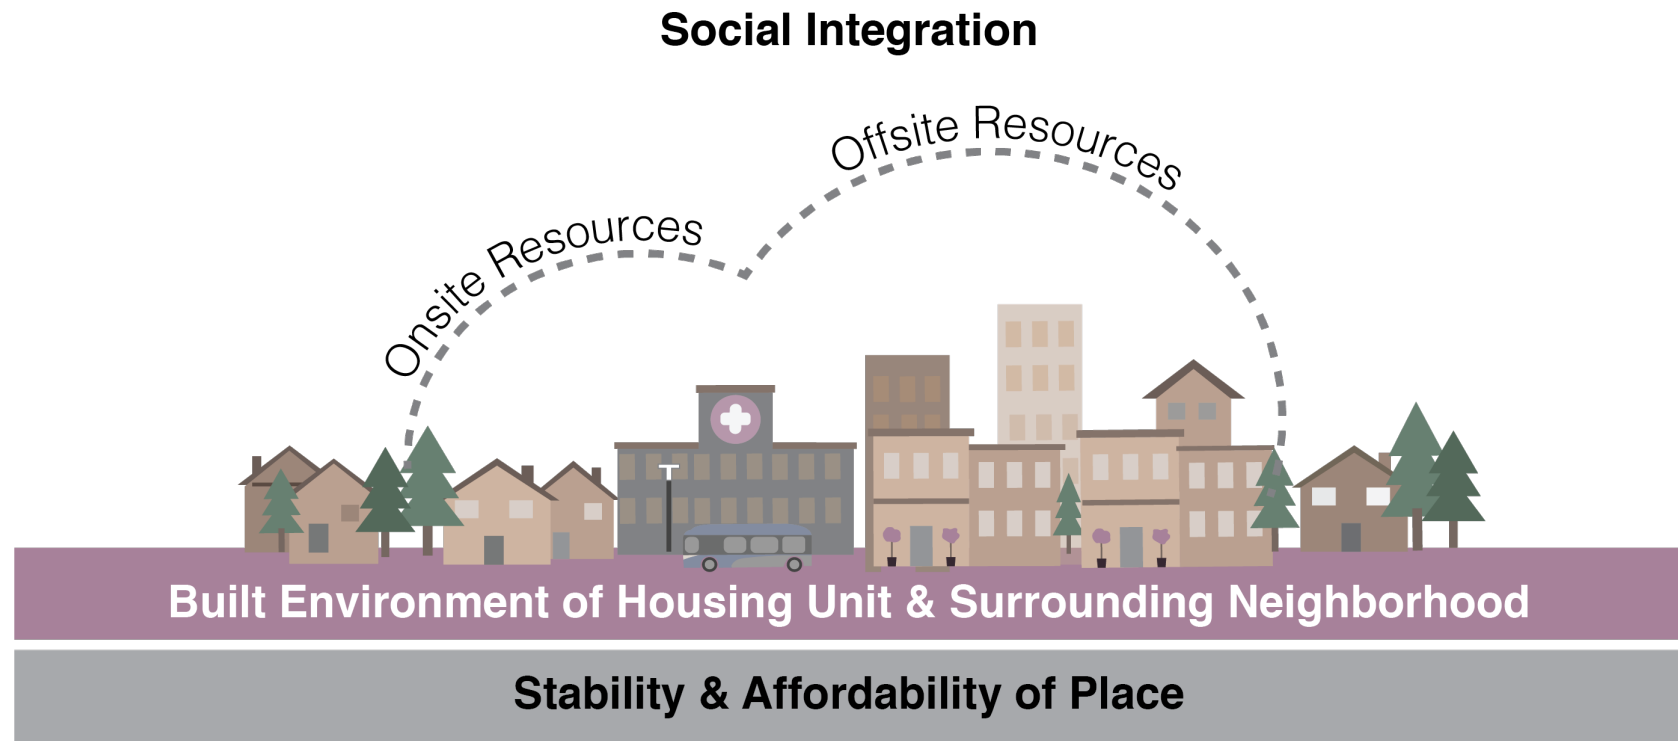 Social Integration
Offsite Resources
Onsite Resources
T
Built Environment of Housing Unit & Surrounding Neighborhood
Stability & Affordability of Place